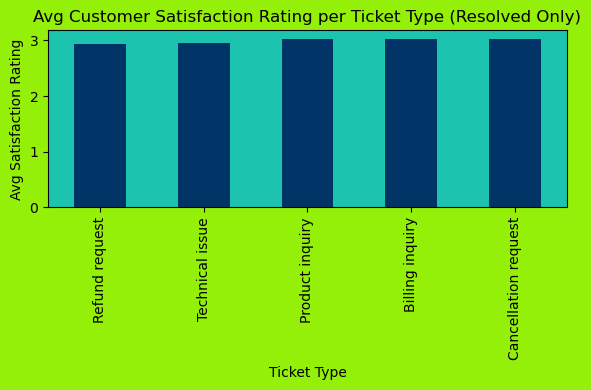 Avg Customer Satisfaction Rating per Ticket Type (Resolved Only)
Avg Satisfaction Rating
3
2
1
0
Refund request
Technical issue
Product inquiry
Billing inquiry
Cancellation request
Ticket Type